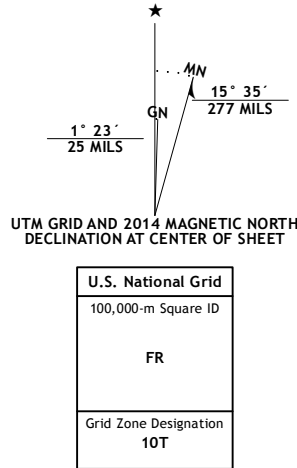 ★
MN
GN
15° 35´
277 MILS
1° 23´
25 MILS
UTM GRID AND 2014 MAGNETIC NORTH
DECLINATION AT CENTER OF SHEET
U.S. National Grid
100,000-m Square ID
FR
Grid Zone Designation
10T